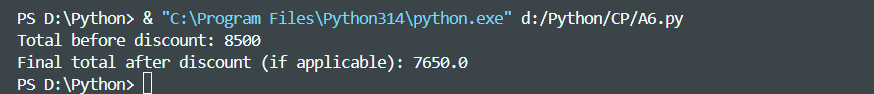 PS D:\Python> & "C:\Program Files\Python314\python.exe" d:/Python/CP/A6.py
Total before discount: 8500
Final total after discount (if applicable): 7650.0
PS D:\Python>